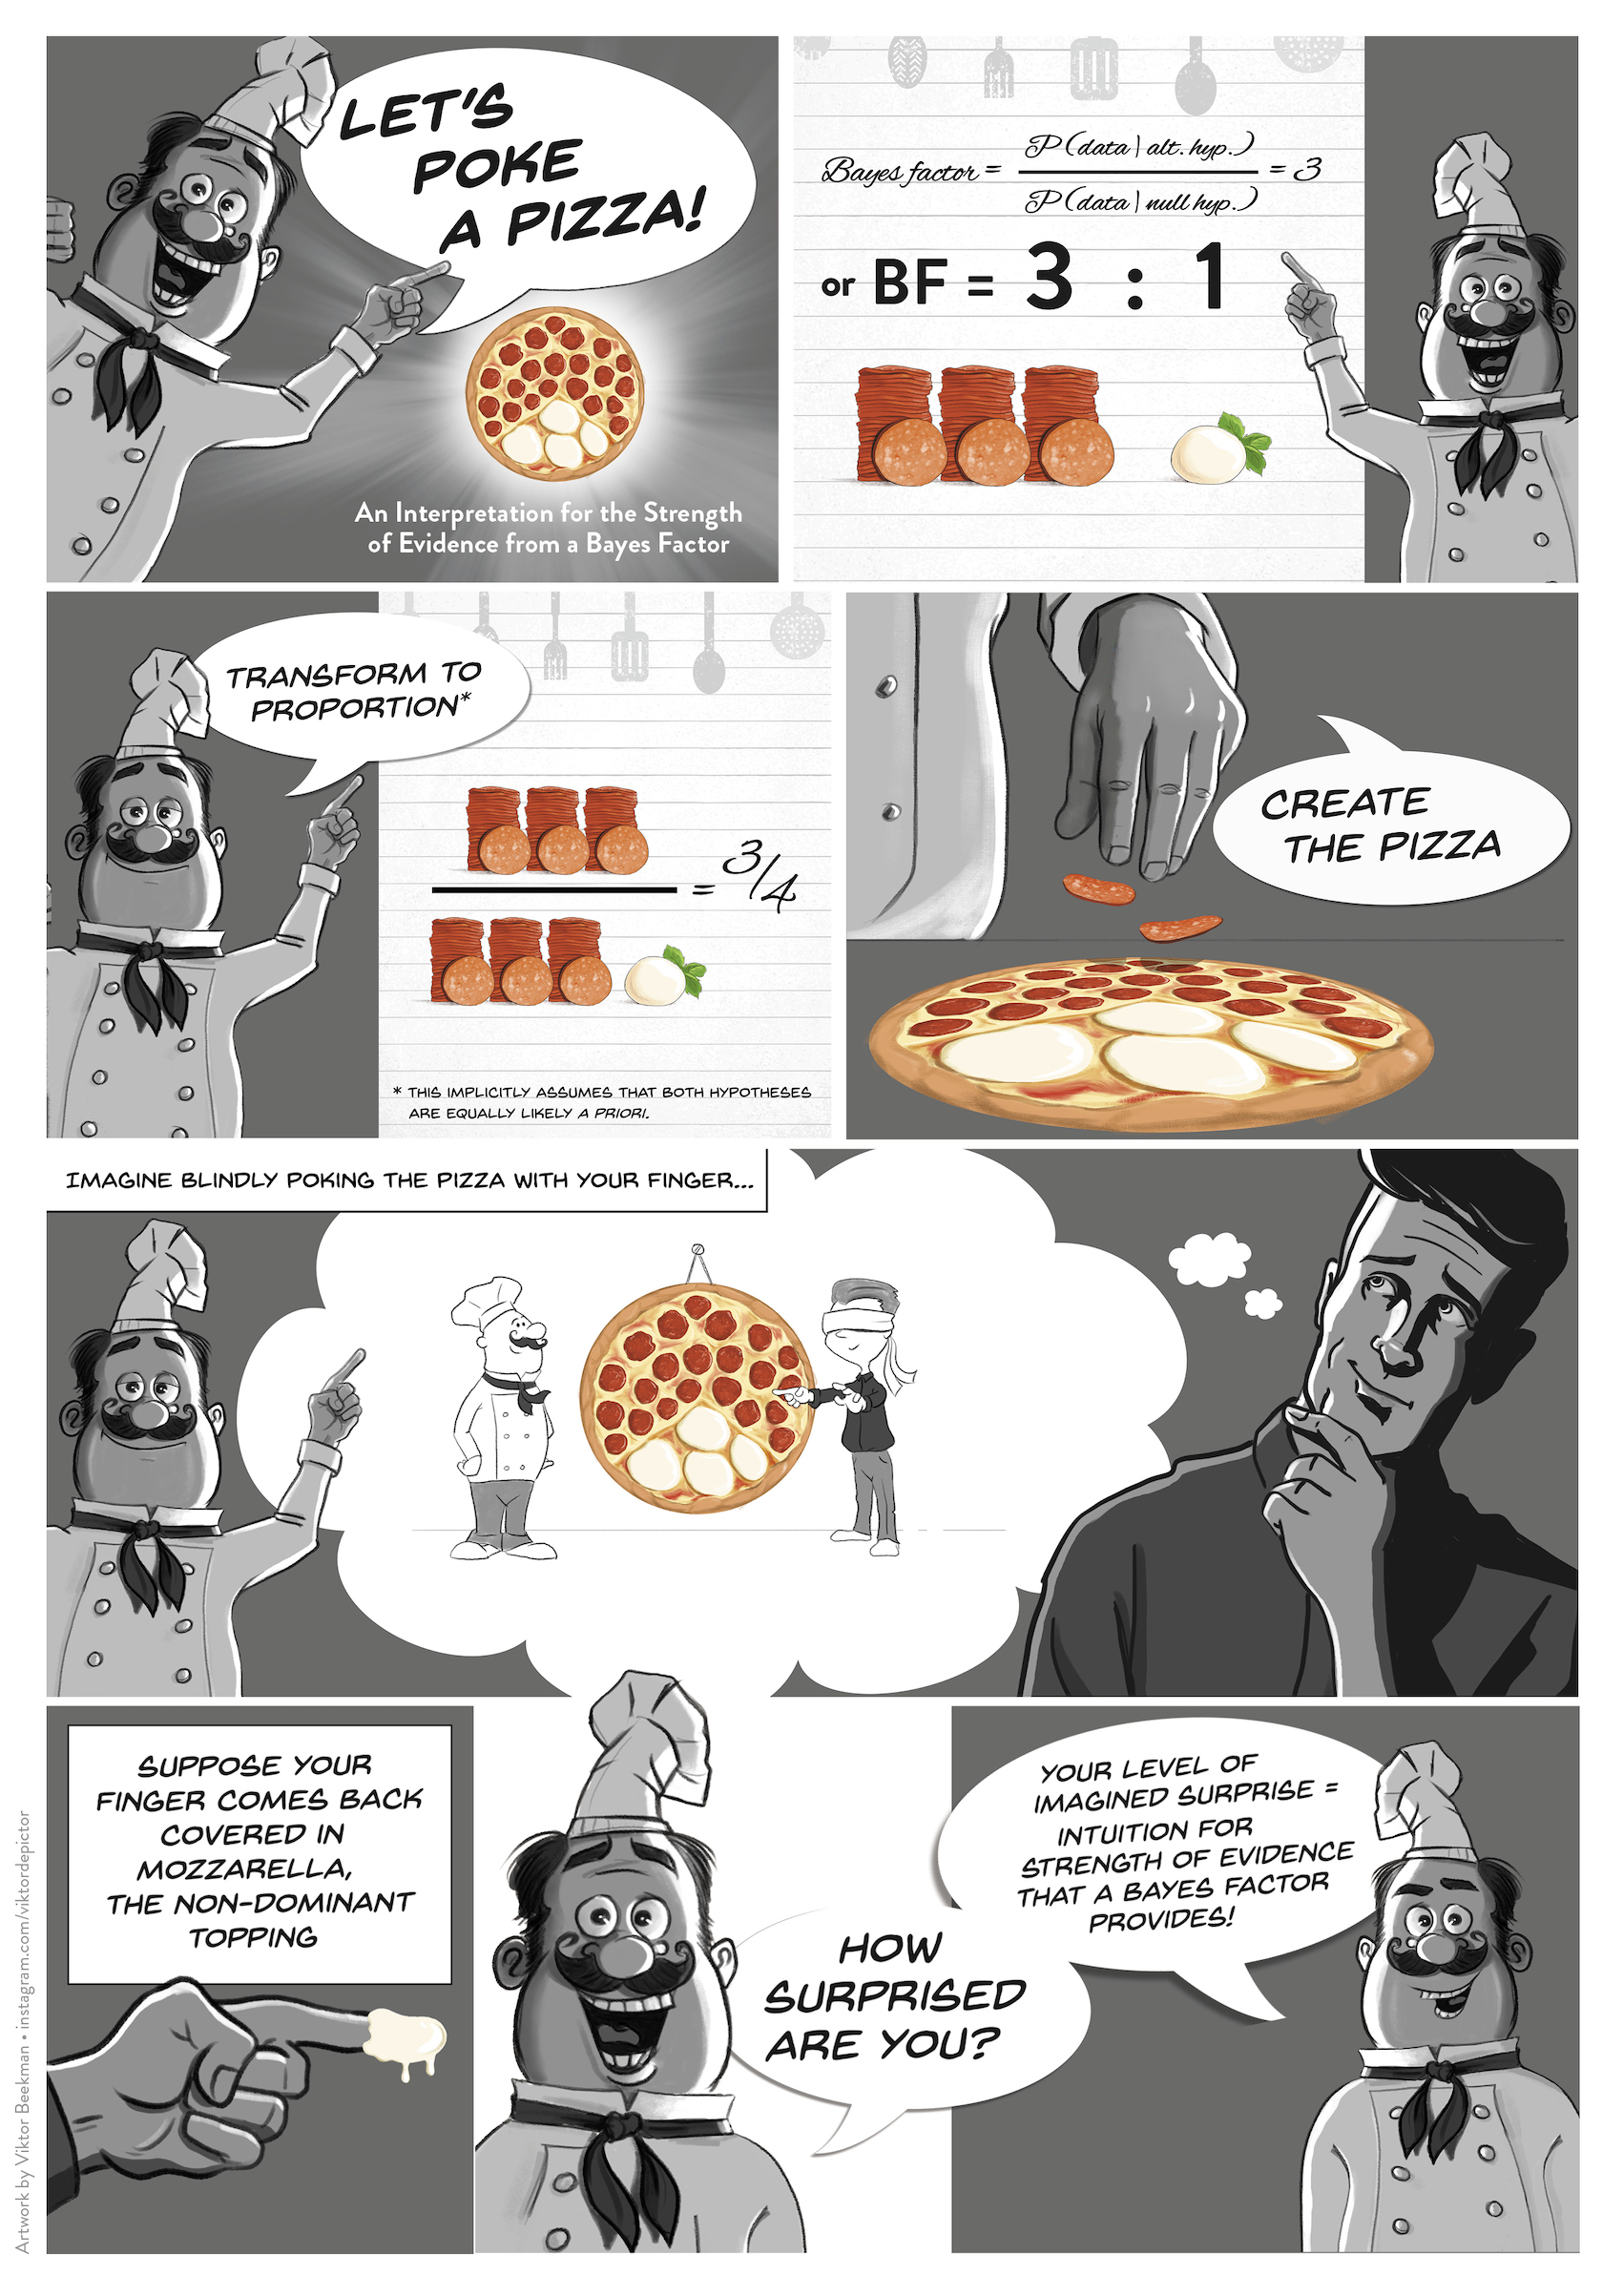 LET'S
POKE
A PIZZA!
An Interpretation for the Strength
of Evidence from a Bayes Factor
Bayes factor = P(data | alt. hyp.) / P(data | null hyp.) = 3
or BF = 3 : 1
TRANSFORM TO
PROPORTION*
= 3/4
* THIS IMPLICITLY ASSUMES THAT BOTH HYPOTHESES
ARE EQUALLY LIKELY A PRIORI.
CREATE
THE PIZZA
IMAGINE BLINDLY POKING THE PIZZA WITH YOUR FINGER...
SUPPOSE YOUR
FINGER COMES BACK
COVERED IN
MOZZARELLA,
THE NON-DOMINANT
TOPPING
HOW
SURPRISED
ARE YOU?
YOUR LEVEL OF
IMAGINED SURPRISE =
INTUITION FOR
STRENGTH OF EVIDENCE
THAT A BAYES FACTOR
PROVIDES!
Artwork by Viktor Beekman • instagram.com/viktordepictor